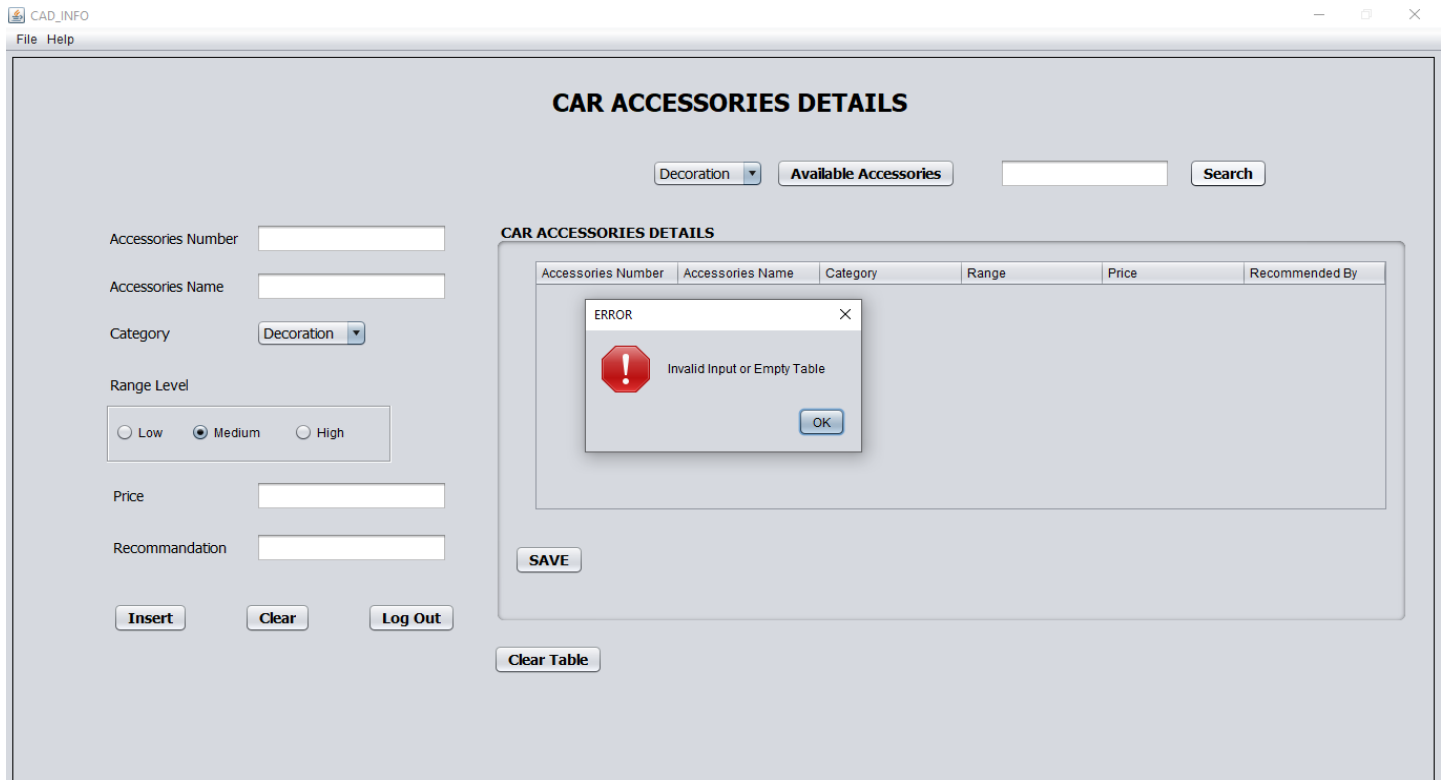 CAD_INFO
File Help
CAR ACCESSORIES DETAILS
Decoration Available Accessories Search
Accessories Number
Accessories Name
Category Decoration
Range Level
Low Medium High
Price
Recommandation
Insert Clear Log Out
CAR ACCESSORIES DETAILS
Accessories Number Accessories Name Category Range Price Recommended By
ERROR
Invalid Input or Empty Table
OK
SAVE
Clear Table